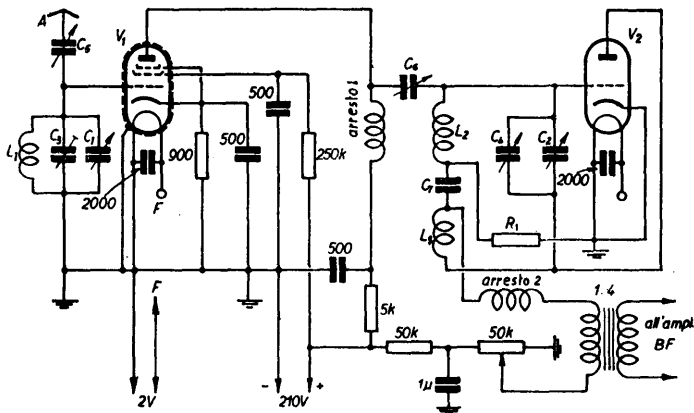 A
C5
V1
V2
C6
500
arresto 1
L2
L1
C3
C1
900
500
250k
C4
C2
2000
C7
2000
F
L3
R1
500
F
arresto 2
1.4
5k
50k
50k
all'ampl.
BF
1µ
2V
- 210V +